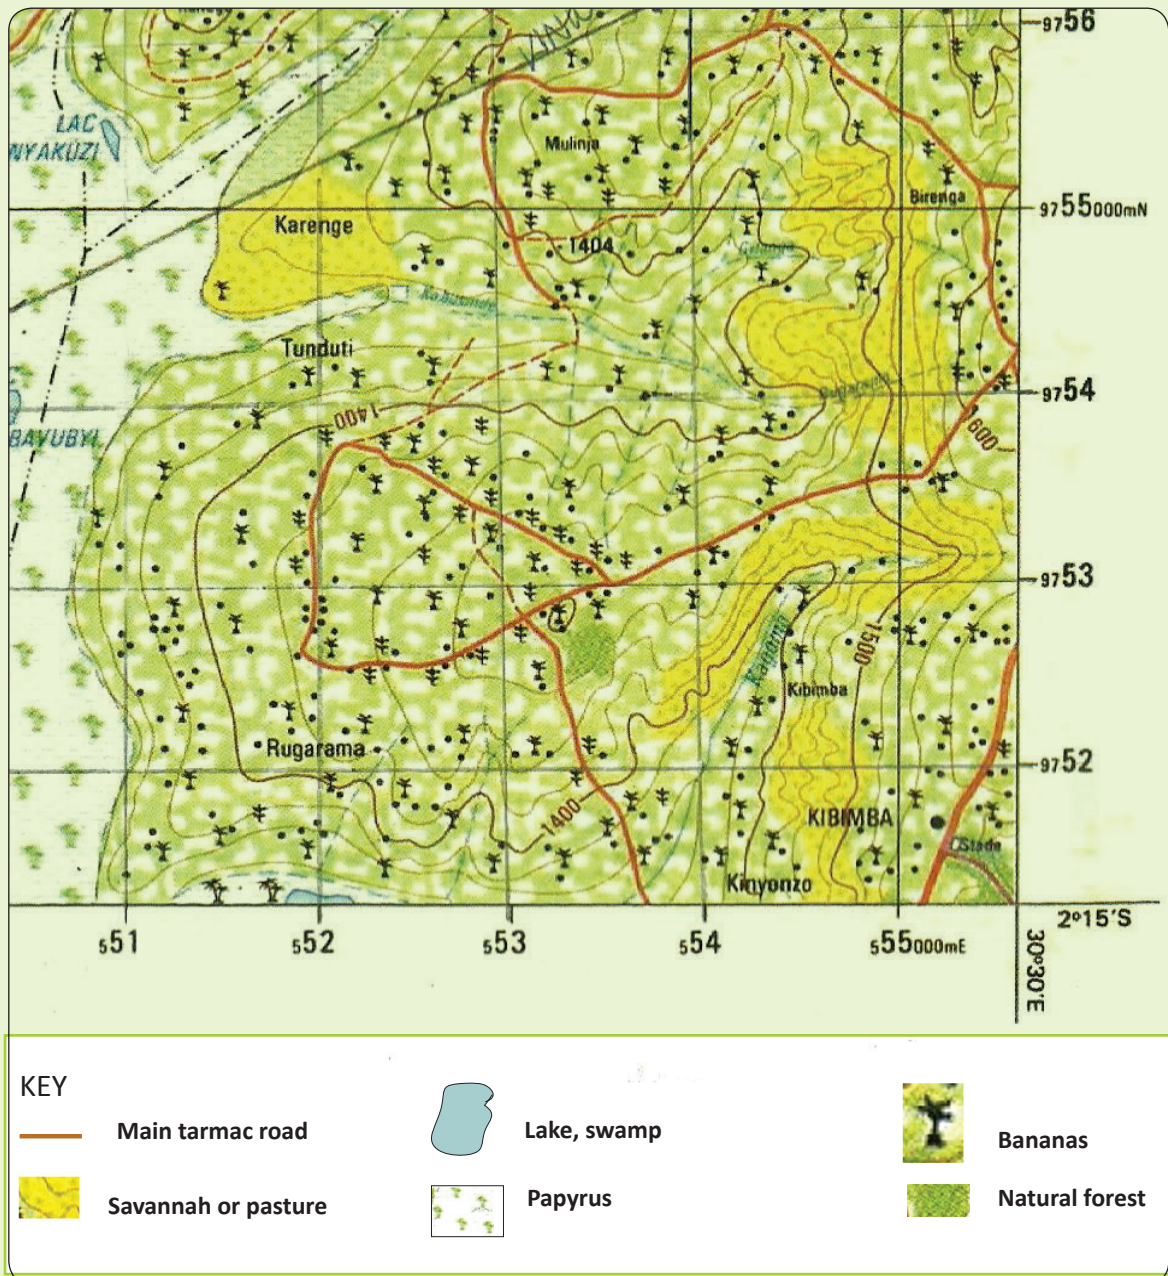 9756
LAC
NYAKUZI
Mulinja
Birenga
9755000mN
Karenge
1404
Tunduti
9754
1400
BAVUBYI
600
9753
1500
Kibimba
Rugarama
9752
1400
KIBIMBA
Stade
Kinyonzo
2°15'S
551
552
553
554
555000mE
30°30'E
KEY
Main tarmac road
Lake, swamp
Bananas
Savannah or pasture
Papyrus
Natural forest